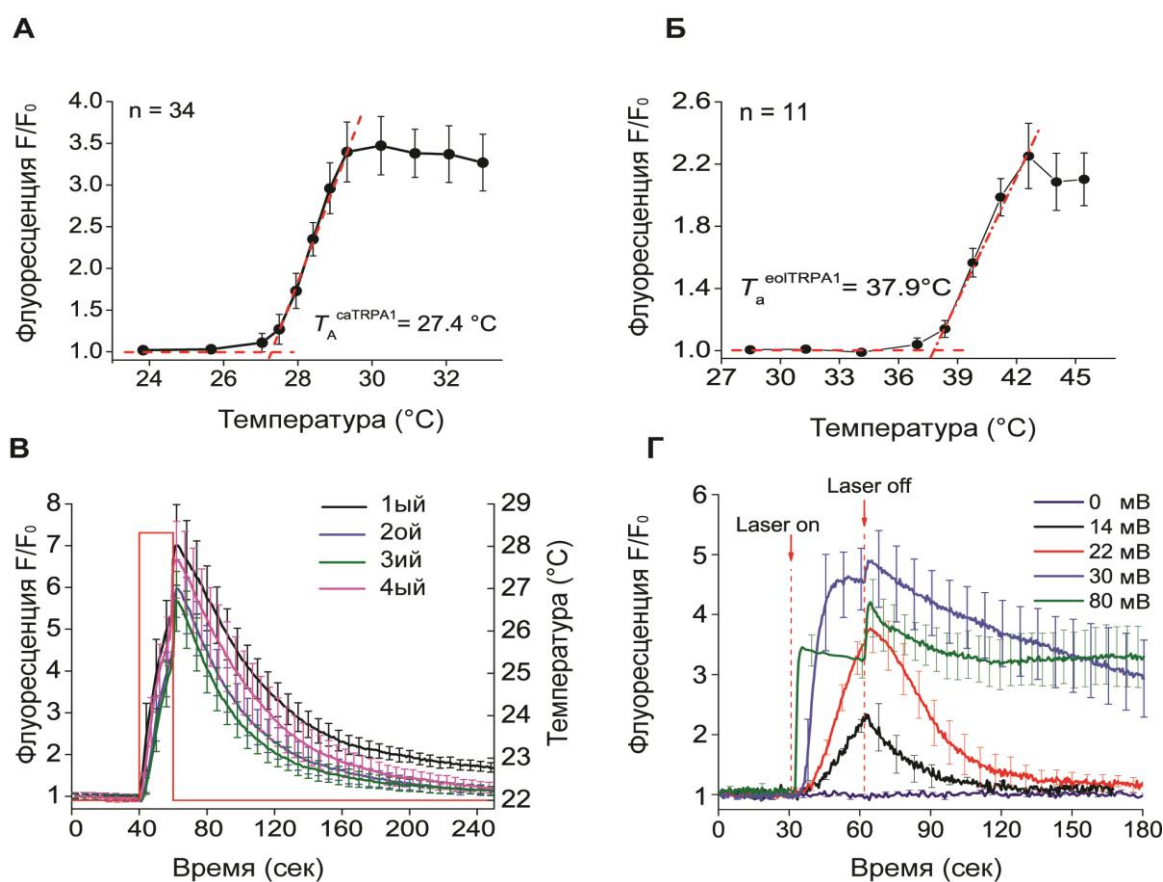 А
Флуоресценция F/F₀
n = 34
4.0
3.5
3.0
2.5
2.0
1.5
1.0
T_A^caTRPA1 = 27.4 °C
24 26 28 30 32
Температура (°C)
Б
Флуоресценция F/F₀
n = 11
2.6
2.2
1.8
1.4
1.0
T_a^eolTRPA1 = 37.9°C
27 30 33 36 39 42 45
Температура (°C)
В
Флуоресценция F/F₀
8
7
6
5
4
3
2
1
1ый
2ой
3ий
4ый
29
28
27
26
25
24
23
22
Температура (°C)
0 40 80 120 160 200 240
Время (сек)
Г
Флуоресценция F/F₀
6
5
4
3
2
1
Laser on
Laser off
0 мВ
14 мВ
22 мВ
30 мВ
80 мВ
0 30 60 90 120 150 180
Время (сек)